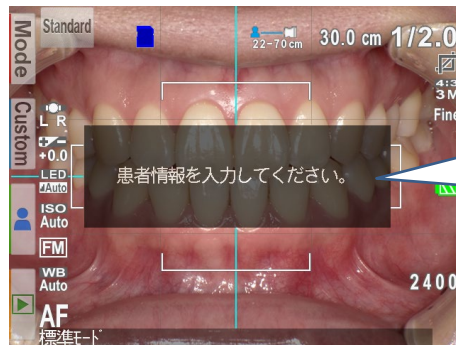 Mode
Standard
22-70cm
30.0 cm 1/2.0
4:3
3M
Fine
Custom
L R
+0.0
LED
Auto
ISO
Auto
FM
WB
Auto
AF
標準ﾓｰﾄﾞ
患者情報を入力してください。
2400